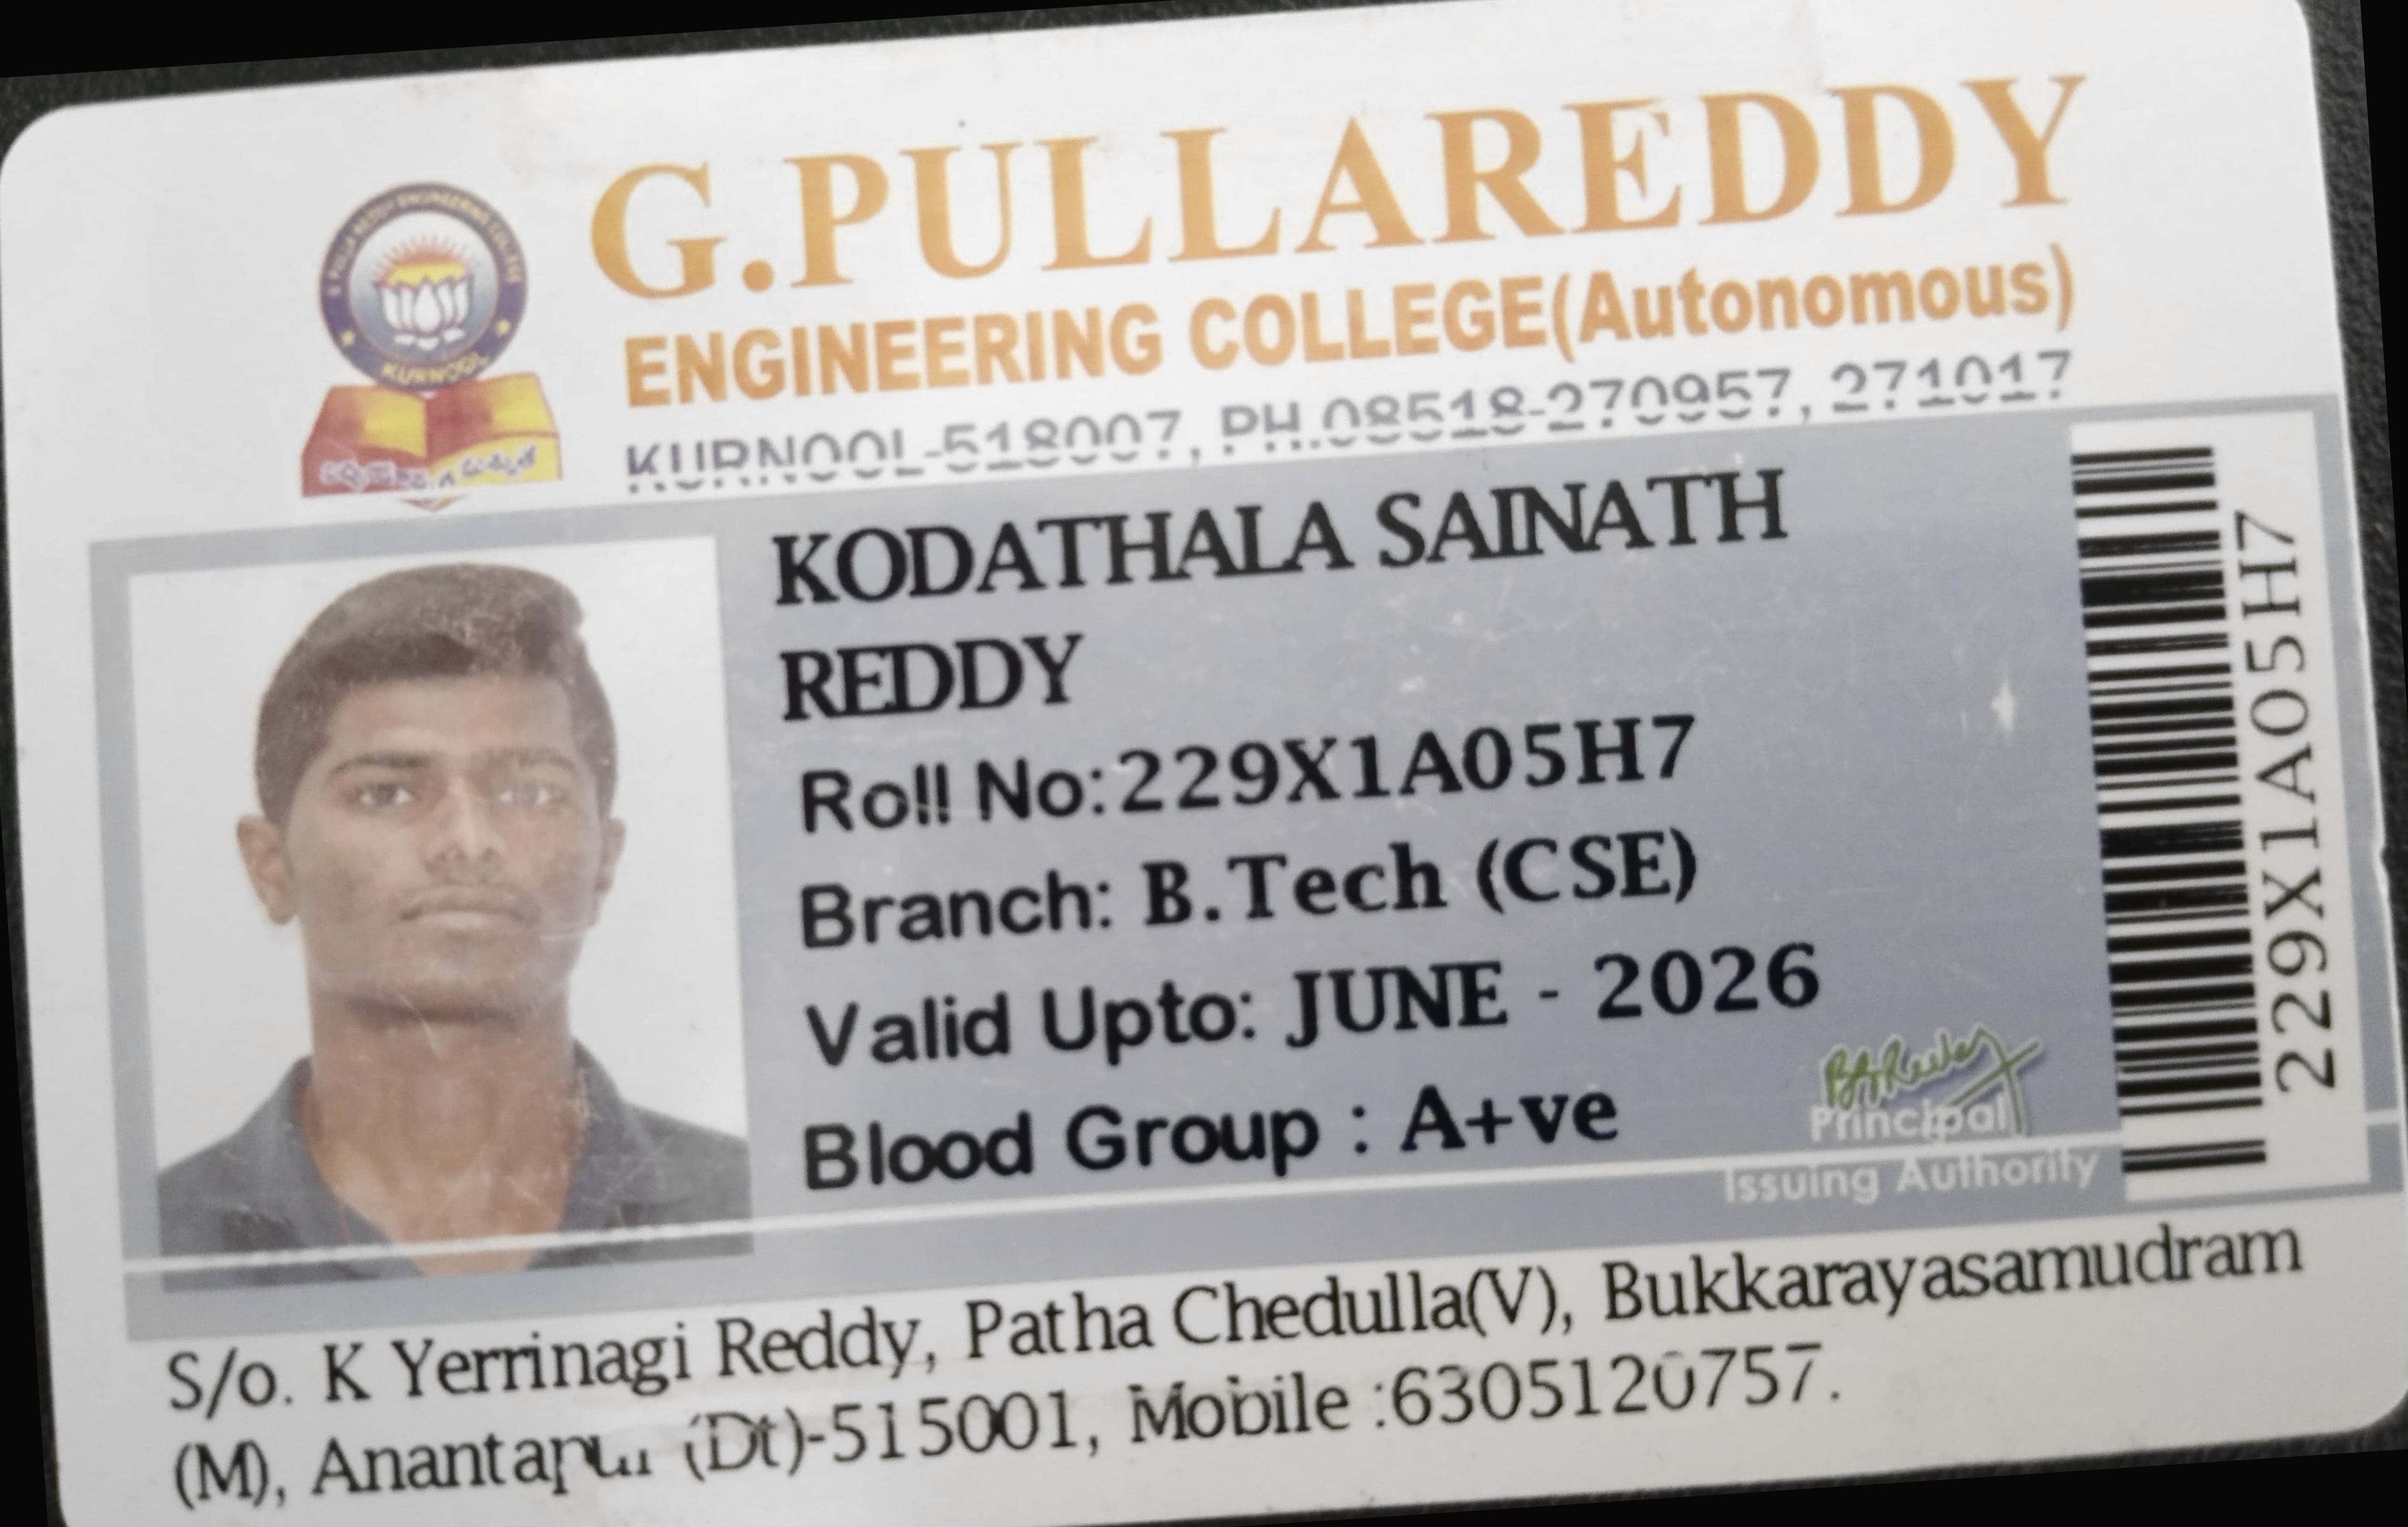 G.PULLAREDDY
ENGINEERING COLLEGE(Autonomous)
KURNOOL-518007, PH.08518-270957, 271017
KURNOOL
KODATHALA SAINATH
REDDY
Roll No:229X1A05H7
Branch: B.Tech (CSE)
Valid Upto: JUNE - 2026
Blood Group : A+ve
Principal
Issuing Authority
229X1A05H7
S/o. K Yerrinagi Reddy, Patha Chedulla(V), Bukkarayasamudram
(M), Anantapur (Dt)-515001, Mobile :6305120757.